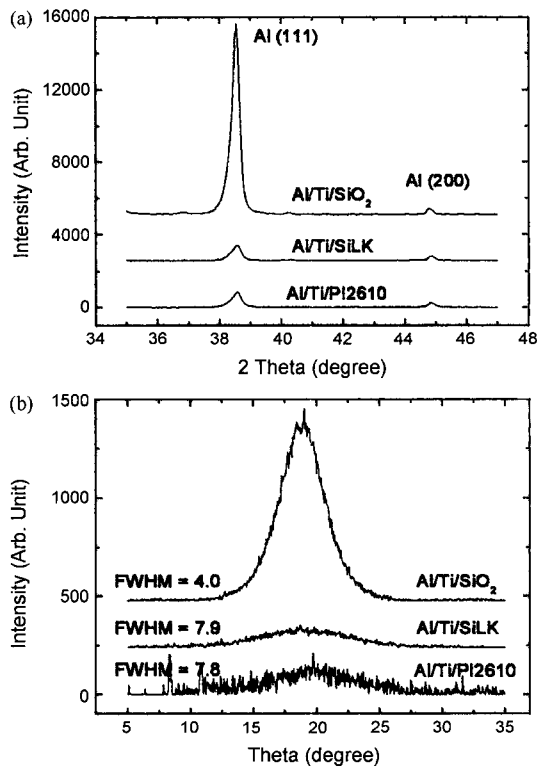 (a)
Al (111)
16000
12000
8000
4000
0
Intensity (Arb. Unit)
Al/Ti/SiO₂
Al (200)
Al/Ti/SiLK
Al/Ti/PI2610
34 36 38 40 42 44 46 48
2 Theta (degree)
(b)
1500
1000
500
0
Intensity (Arb. Unit)
FWHM = 4.0 Al/Ti/SiO₂
FWHM = 7.9 Al/Ti/SiLK
FWHM = 7.8 Al/Ti/PI2610
5 10 15 20 25 30 35
Theta (degree)